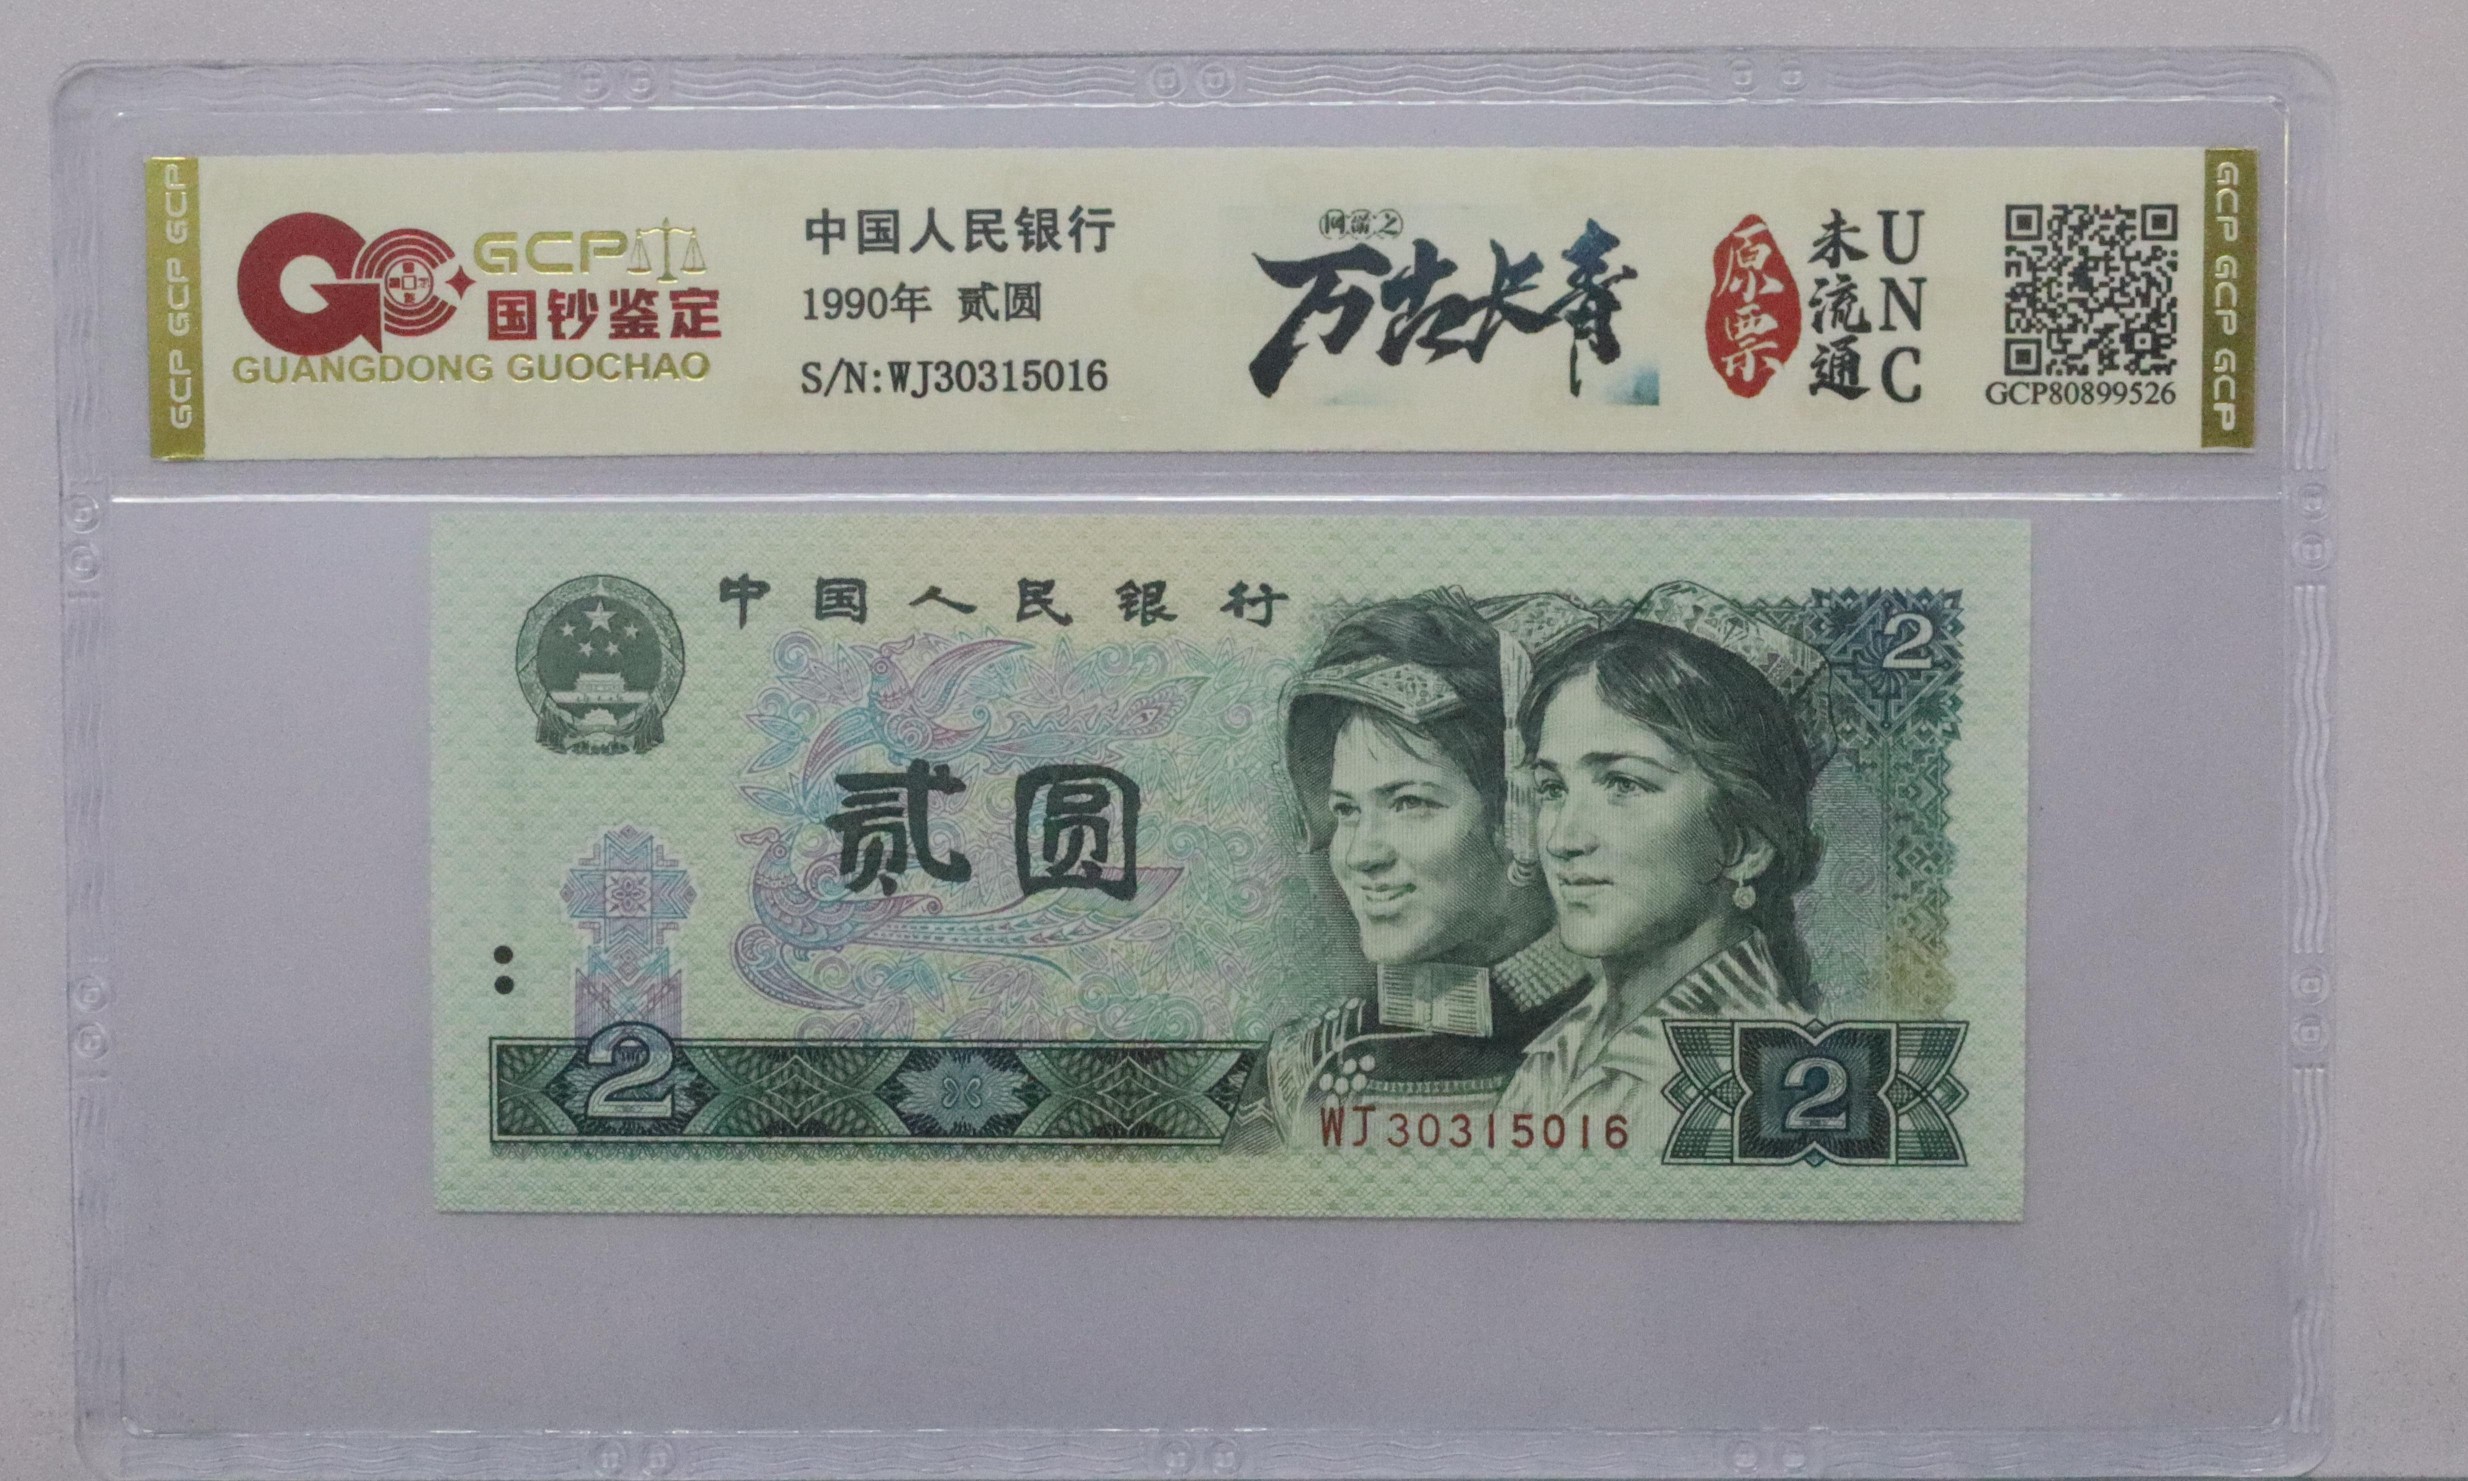 GCP GCP GCP
GCP
国钞鉴定
GUANGDONG GUOCHAO
中国人民银行
1990年 贰圆
S/N:WJ30315016
万古长青
原票
未流通
UNC
GCP80899526
GCP GCP GCP
中国人民银行
2
贰圆
2
WJ30315016
2